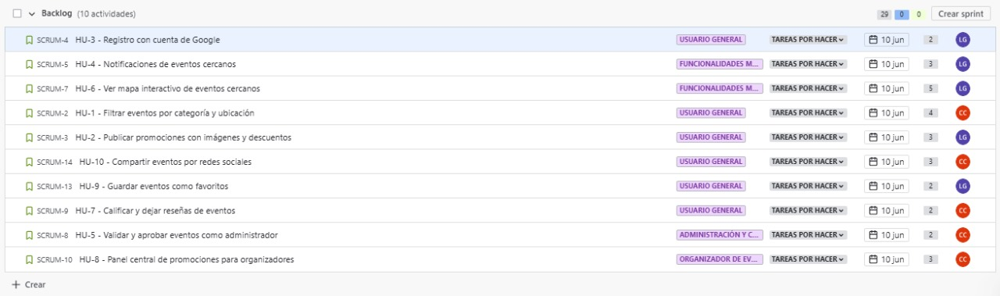 Backlog (10 actividades) 29 0 0 Crear sprint
SCRUM-4 HU-3 - Registro con cuenta de Google USUARIO GENERAL TAREAS POR HACER 10 jun 2 LG
SCRUM-5 HU-4 - Notificaciones de eventos cercanos FUNCIONALIDADES M... TAREAS POR HACER 10 jun 3 LG
SCRUM-7 HU-6 - Ver mapa interactivo de eventos cercanos FUNCIONALIDADES M... TAREAS POR HACER 10 jun 5 LG
SCRUM-2 HU-1 - Filtrar eventos por categoría y ubicación USUARIO GENERAL TAREAS POR HACER 10 jun 4 CC
SCRUM-3 HU-2 - Publicar promociones con imágenes y descuentos USUARIO GENERAL TAREAS POR HACER 10 jun 3 LG
SCRUM-14 HU-10 - Compartir eventos por redes sociales USUARIO GENERAL TAREAS POR HACER 10 jun 3 CC
SCRUM-13 HU-9 - Guardar eventos como favoritos USUARIO GENERAL TAREAS POR HACER 10 jun 2 LG
SCRUM-9 HU-7 - Calificar y dejar reseñas de eventos USUARIO GENERAL TAREAS POR HACER 10 jun 2 CC
SCRUM-8 HU-5 - Validar y aprobar eventos como administrador ADMINISTRACIÓN Y C... TAREAS POR HACER 10 jun 2 CC
SCRUM-10 HU-8 - Panel central de promociones para organizadores ORGANIZADOR DE EV... TAREAS POR HACER 10 jun 3 CC
Crear